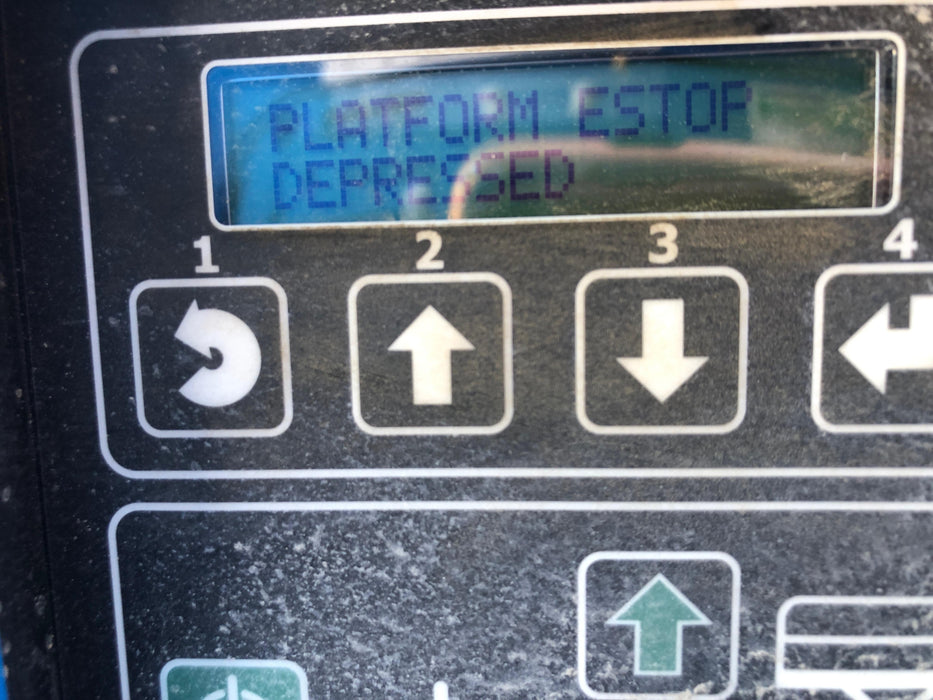 PLATFORM ESTOP
DEPRESSED
1 2 3 4